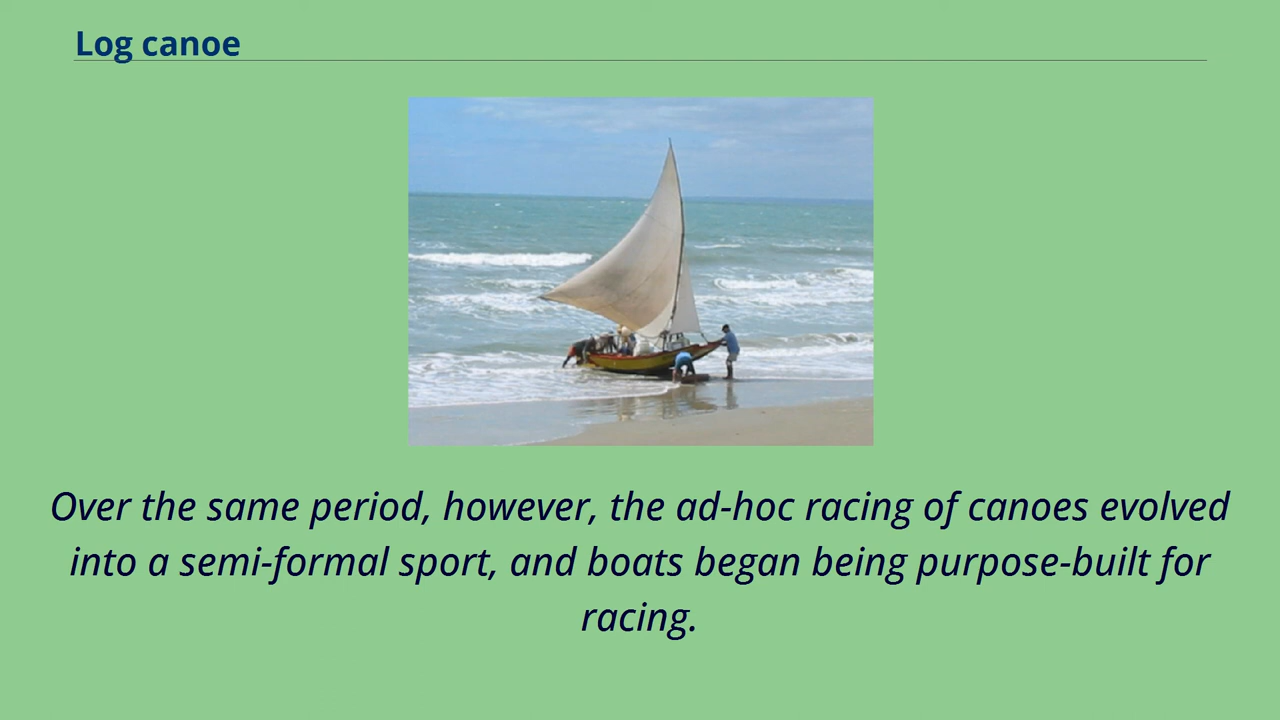 Log canoe
Over the same period, however, the ad-hoc racing of canoes evolved
into a semi-formal sport, and boats began being purpose-built for
racing.